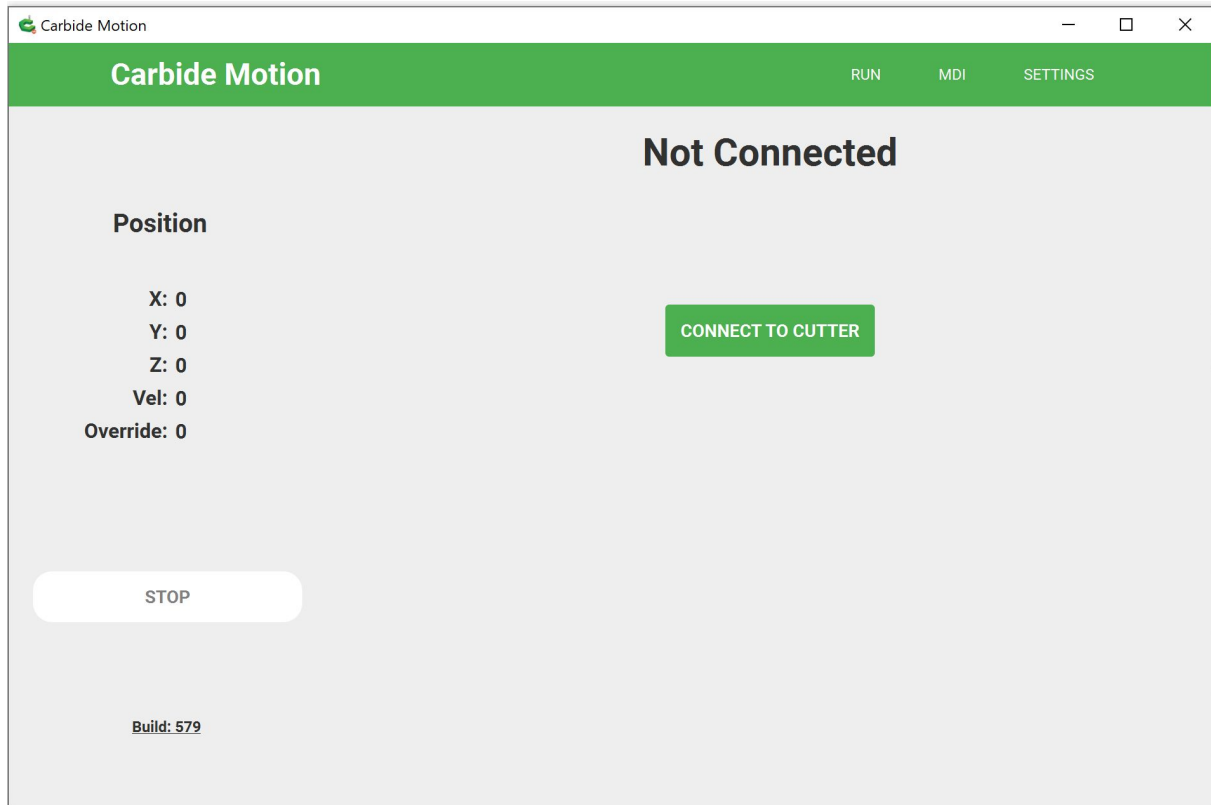 Carbide Motion
Carbide Motion RUN MDI SETTINGS
Not Connected
Position
X: 0
Y: 0
Z: 0
Vel: 0
Override: 0
CONNECT TO CUTTER
STOP
Build: 579